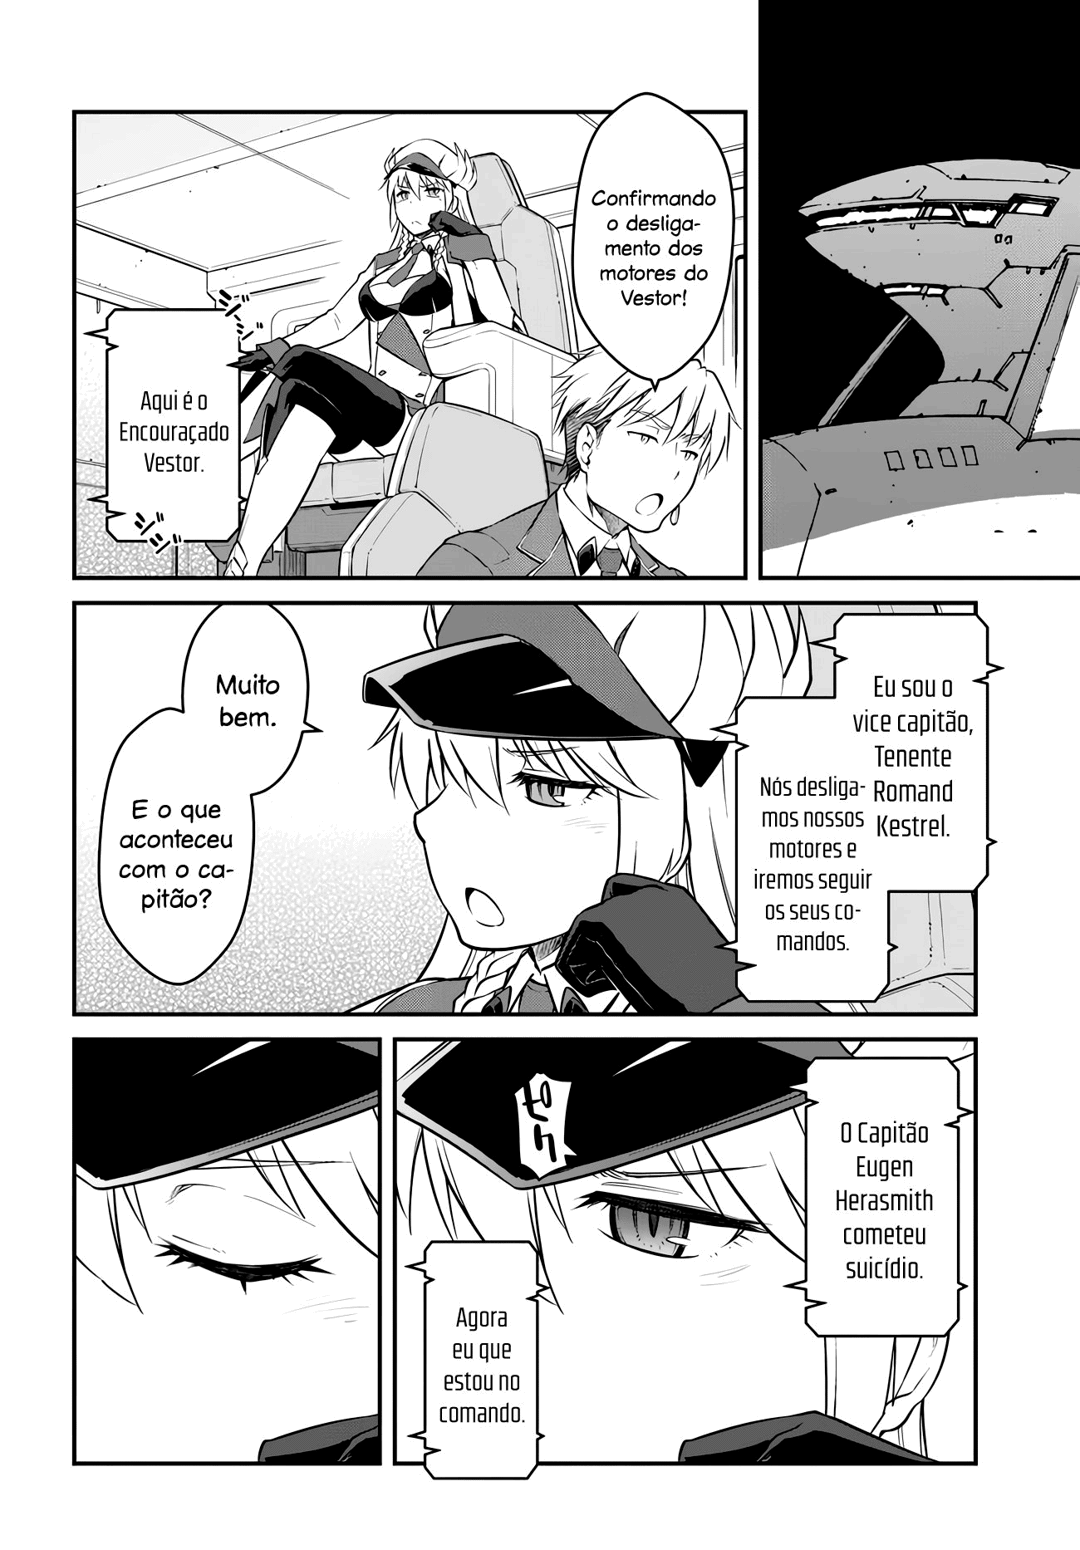 Confirmando
o desliga-
mento dos
motores do
Vestor!
Aqui é o
Encouraçado
Vestor.
Eu sou o
vice capitão,
Tenente
Romand
Kestrel.
Nós desliga-
mos nossos
motores e
iremos seguir
os seus co-
mandos.
Muito
bem.
E o que
aconteceu
com o ca-
pitão?
O Capitão
Eugen
Herasmith
cometeu
suicídio.
Agora
eu que
estou no
comando.